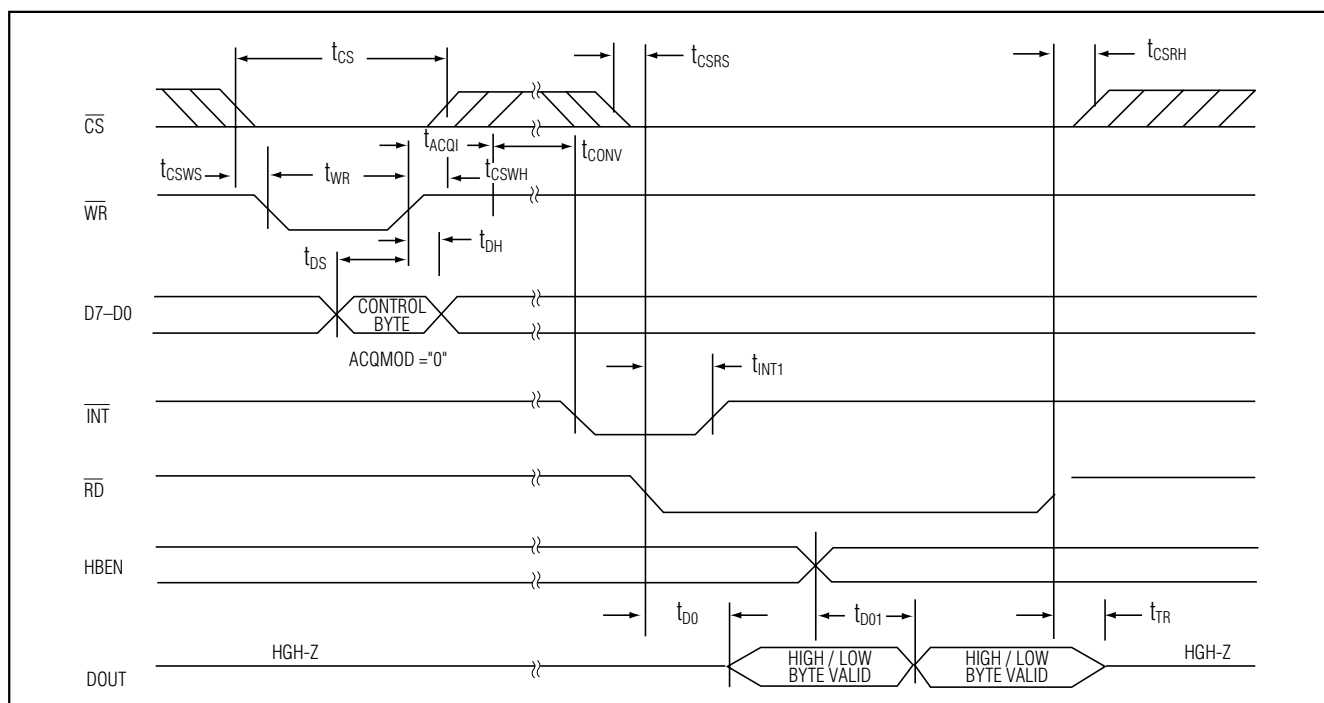 tCS
tCSRS
tCSRH
CS
tACQI
tCONV
tCSWS
tWR
tCSWH
WR
tDH
tDS
D7–D0
CONTROL
BYTE
ACQMOD ="0"
tINT1
INT
RD
HBEN
tD0
tD01
tTR
HGH-Z
HIGH / LOW
BYTE VALID
HIGH / LOW
BYTE VALID
HGH-Z
DOUT